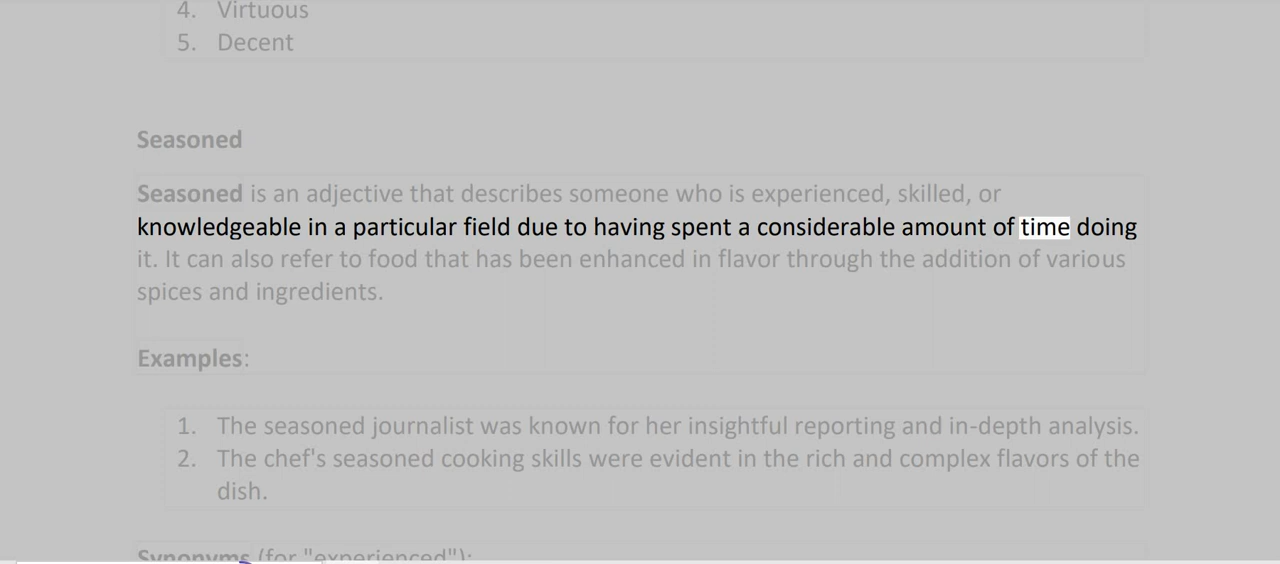 4. Virtuous
5. Decent
Seasoned
Seasoned is an adjective that describes someone who is experienced, skilled, or
knowledgeable in a particular field due to having spent a considerable amount of time doing
it. It can also refer to food that has been enhanced in flavor through the addition of various
spices and ingredients.
Examples:
1. The seasoned journalist was known for her insightful reporting and in-depth analysis.
2. The chef's seasoned cooking skills were evident in the rich and complex flavors of the
dish.
Synonyms (for "experienced"):